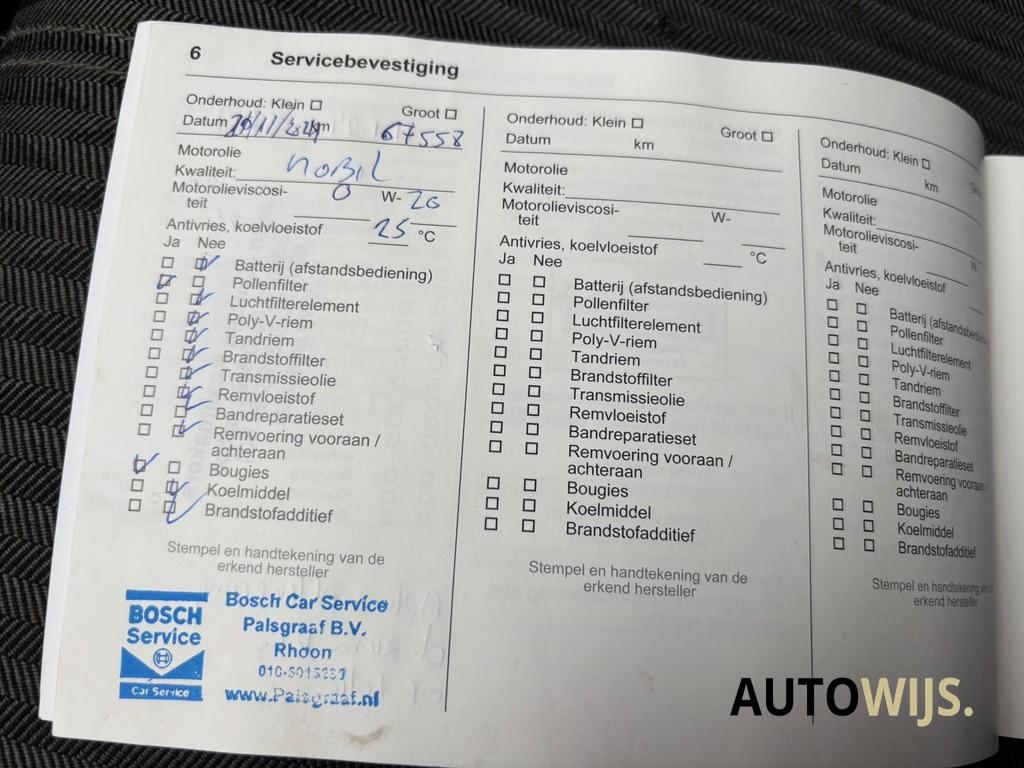 6 Servicebevestiging
Onderhoud: Klein Groot
Datum km 67558
Motorolie
Kwaliteit: MOBIL
Motorolieviscosi-
teit 0 W- 20
Antivries, koelvloeistof 25 °C
Ja Nee
Batterij (afstandsbediening)
Pollenfilter
Luchtfilterelement
Poly-V-riem
Tandriem
Brandstoffilter
Transmissieolie
Remvloeistof
Bandreparatieset
Remvoering vooraan /
achteraan
Bougies
Koelmiddel
Brandstofadditief
Stempel en handtekening van de
erkend hersteller
BOSCH
Service
Car Service
Bosch Car Service
Palsgraaf B.V.
Rhoon
www.Palsgraaf.nl
Onderhoud: Klein Groot
Datum km
Motorolie
Kwaliteit:
Motorolieviscosi-
teit W-
Antivries, koelvloeistof °C
Ja Nee
Batterij (afstandsbediening)
Pollenfilter
Luchtfilterelement
Poly-V-riem
Tandriem
Brandstoffilter
Transmissieolie
Remvloeistof
Bandreparatieset
Remvoering vooraan /
achteraan
Bougies
Koelmiddel
Brandstofadditief
Stempel en handtekening van de
erkend hersteller
Onderhoud: Klein
Datum km
Motorolie
Kwaliteit:
Motorolieviscosi-
teit W-
Antivries, koelvloeistof
Ja Nee
Batterij
Pollenfilter
Luchtfilterelement
Poly-V-riem
Tandriem
Brandstoffilter
Transmissieolie
Remvloeistof
Bandreparatieset
Remvoering vooraan
achteraan
Bougies
Koelmiddel
Brandstofadditief
Stempel en handtekening van
erkend hersteller
AUTOWIJS.